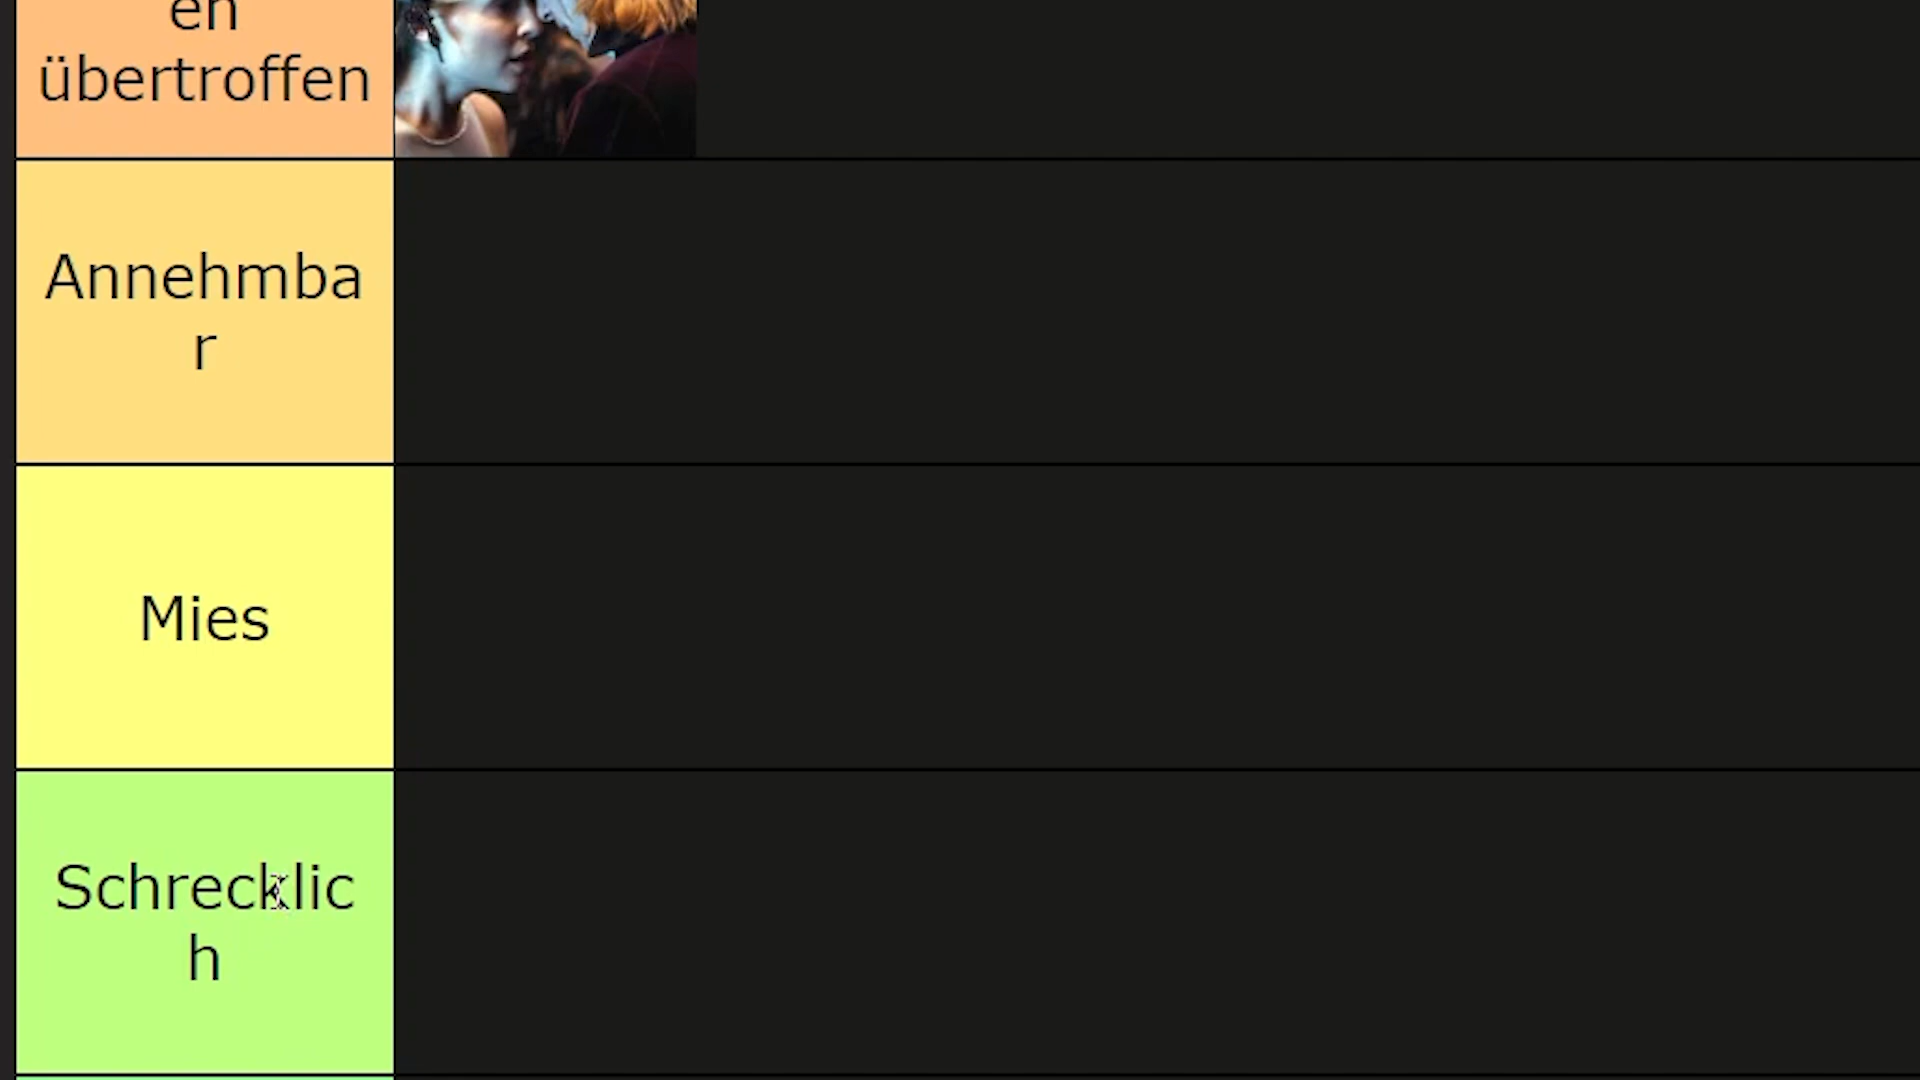 en
übertroffen
Annehmba
r
Mies
Schrecklic
h